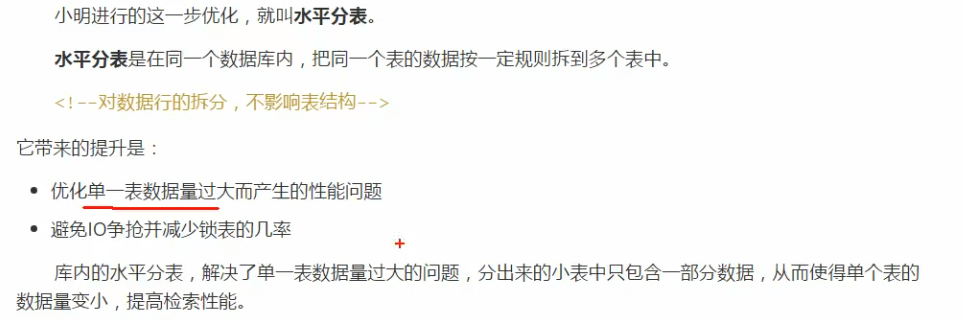 小明进行的这一步优化，就叫水平分表。
水平分表是在同一个数据库内，把同一个表的数据按一定规则拆到多个表中。
<!--对数据行的拆分，不影响表结构-->
它带来的提升是：
优化单一表数据量过大而产生的性能问题
避免IO争抢并减少锁表的几率
库内的水平分表，解决了单一表数据量过大的问题，分出来的小表中只包含一部分数据，从而使得单个表的
数据量变小，提高检索性能。